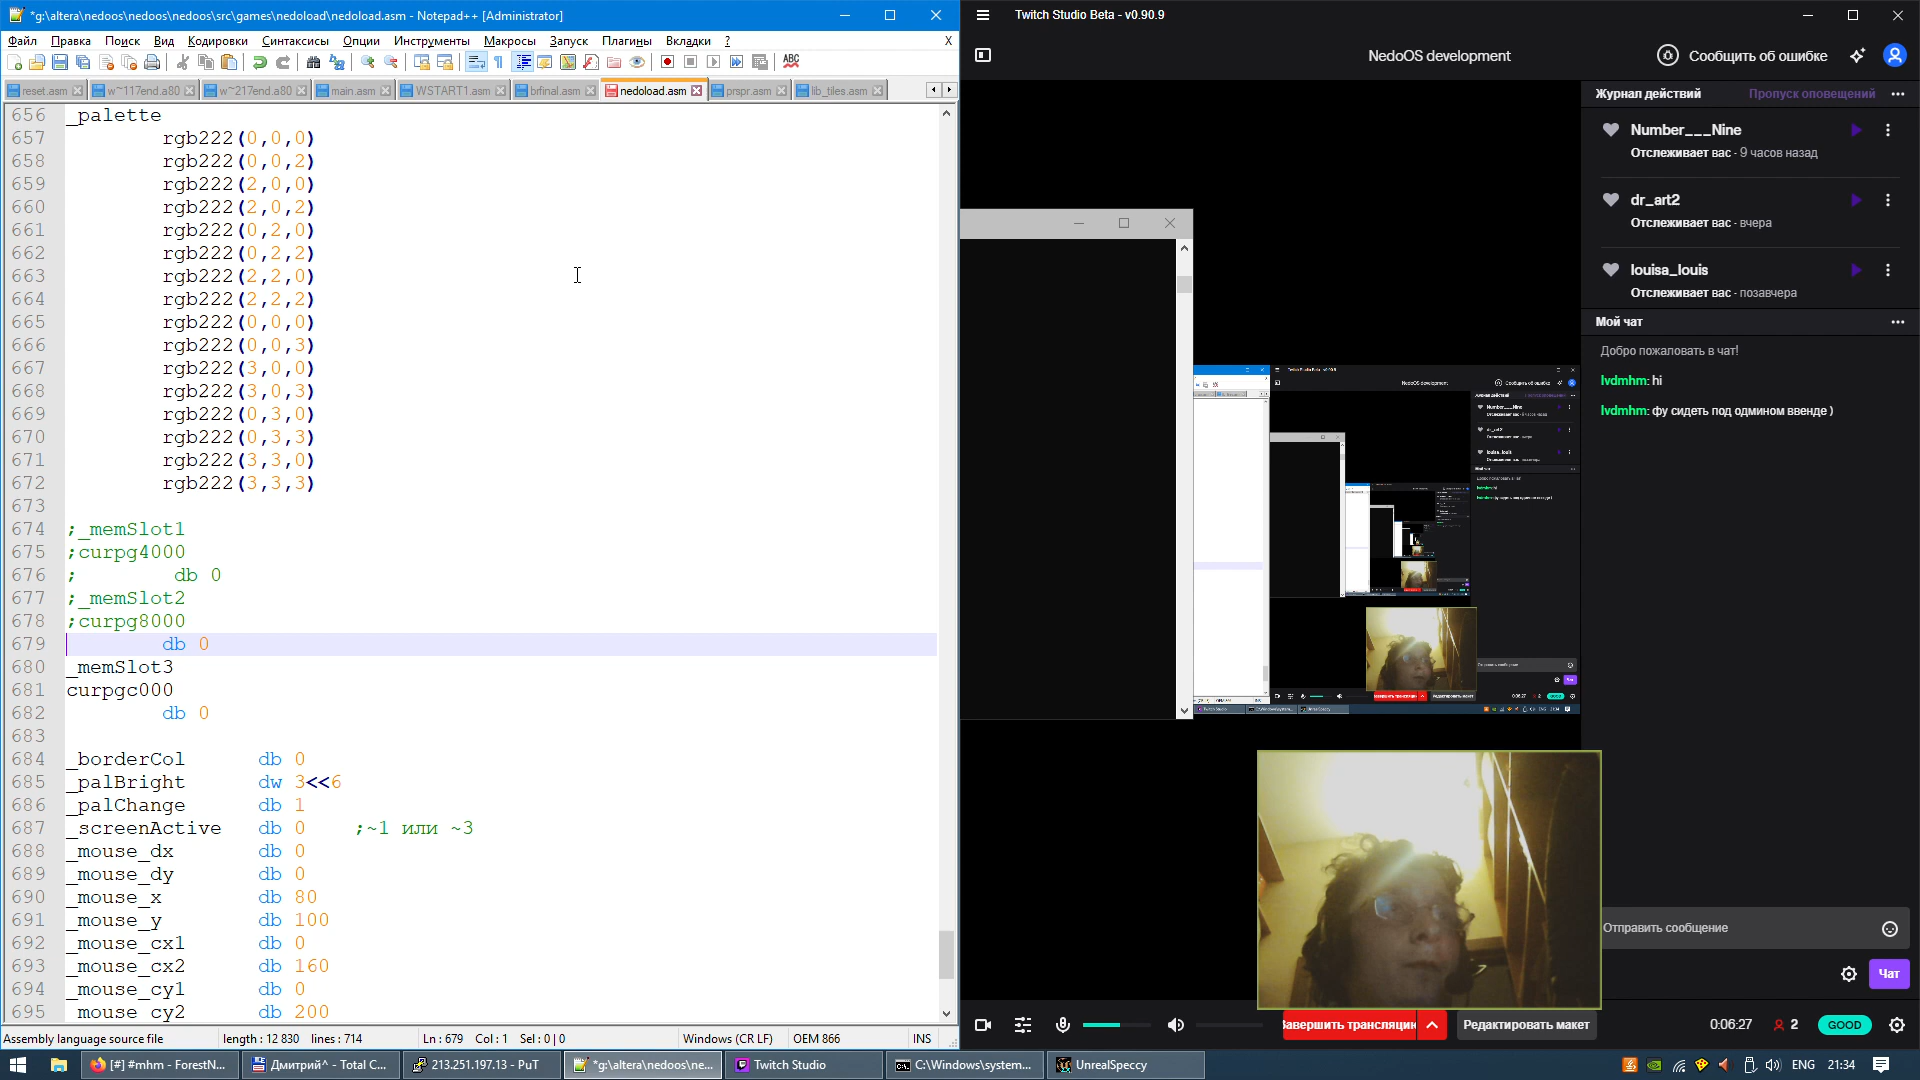 *g:\altera\nedoos\nedoos\nedoos\src\games\nedoload\nedoload.asm - Notepad++ [Administrator]
Файл Правка Поиск Вид Кодировки Синтаксисы Опции Инструменты Макросы Запуск Плагины Вкладки ? X
reset.asm w~117end.a80 w~217end.a80 main.asm WSTART1.asm brfinal.asm nedoload.asm prspr.asm lib_tiles.asm
656 _palette
657 rgb222(0,0,0)
658 rgb222(0,0,2)
659 rgb222(2,0,0)
660 rgb222(2,0,2)
661 rgb222(0,2,0)
662 rgb222(0,2,2)
663 rgb222(2,2,0)
664 rgb222(2,2,2)
665 rgb222(0,0,0)
666 rgb222(0,0,3)
667 rgb222(3,0,0)
668 rgb222(3,0,3)
669 rgb222(0,3,0)
670 rgb222(0,3,3)
671 rgb222(3,3,0)
672 rgb222(3,3,3)
673
674 ;_memSlot1
675 ;curpg4000
676 ; db 0
677 ;_memSlot2
678 ;curpg8000
679 db 0
680 _memSlot3
681 curpgc000
682 db 0
683
684 _borderCol db 0
685 _palBright dw 3<<6
686 _palChange db 1
687 _screenActive db 0 ;~1 или ~3
688 _mouse_dx db 0
689 _mouse_dy db 0
690 _mouse_x db 80
691 _mouse_y db 100
692 _mouse_cx1 db 0
693 _mouse_cx2 db 160
694 _mouse_cy1 db 0
695 _mouse_cy2 db 200
Assembly language source file length : 12 830 lines : 714 Ln : 679 Col : 1 Sel : 0 | 0 Windows (CR LF) OEM 866 INS
Twitch Studio Beta - v0.90.9
NedoOS development
Сообщить об ошибке
Журнал действий Пропуск оповещений
Number___Nine
Отслеживает вас - 9 часов назад
dr_art2
Отслеживает вас - вчера
louisa_louis
Отслеживает вас - позавчера
Мой чат
Добро пожаловать в чат!
lvdmhm: hi
lvdmhm: фу сидеть под одмином ввенде )
Отправить сообщение
Чат
Завершить трансляцию
Редактировать макет
0:06:27 2 GOOD
[#] #mhm - ForestN... Дмитрий^ - Total C... 213.251.197.13 - PuT *g:\altera\nedoos\ne... Twitch Studio C:\Windows\system... UnrealSpeccy ENG 21:34